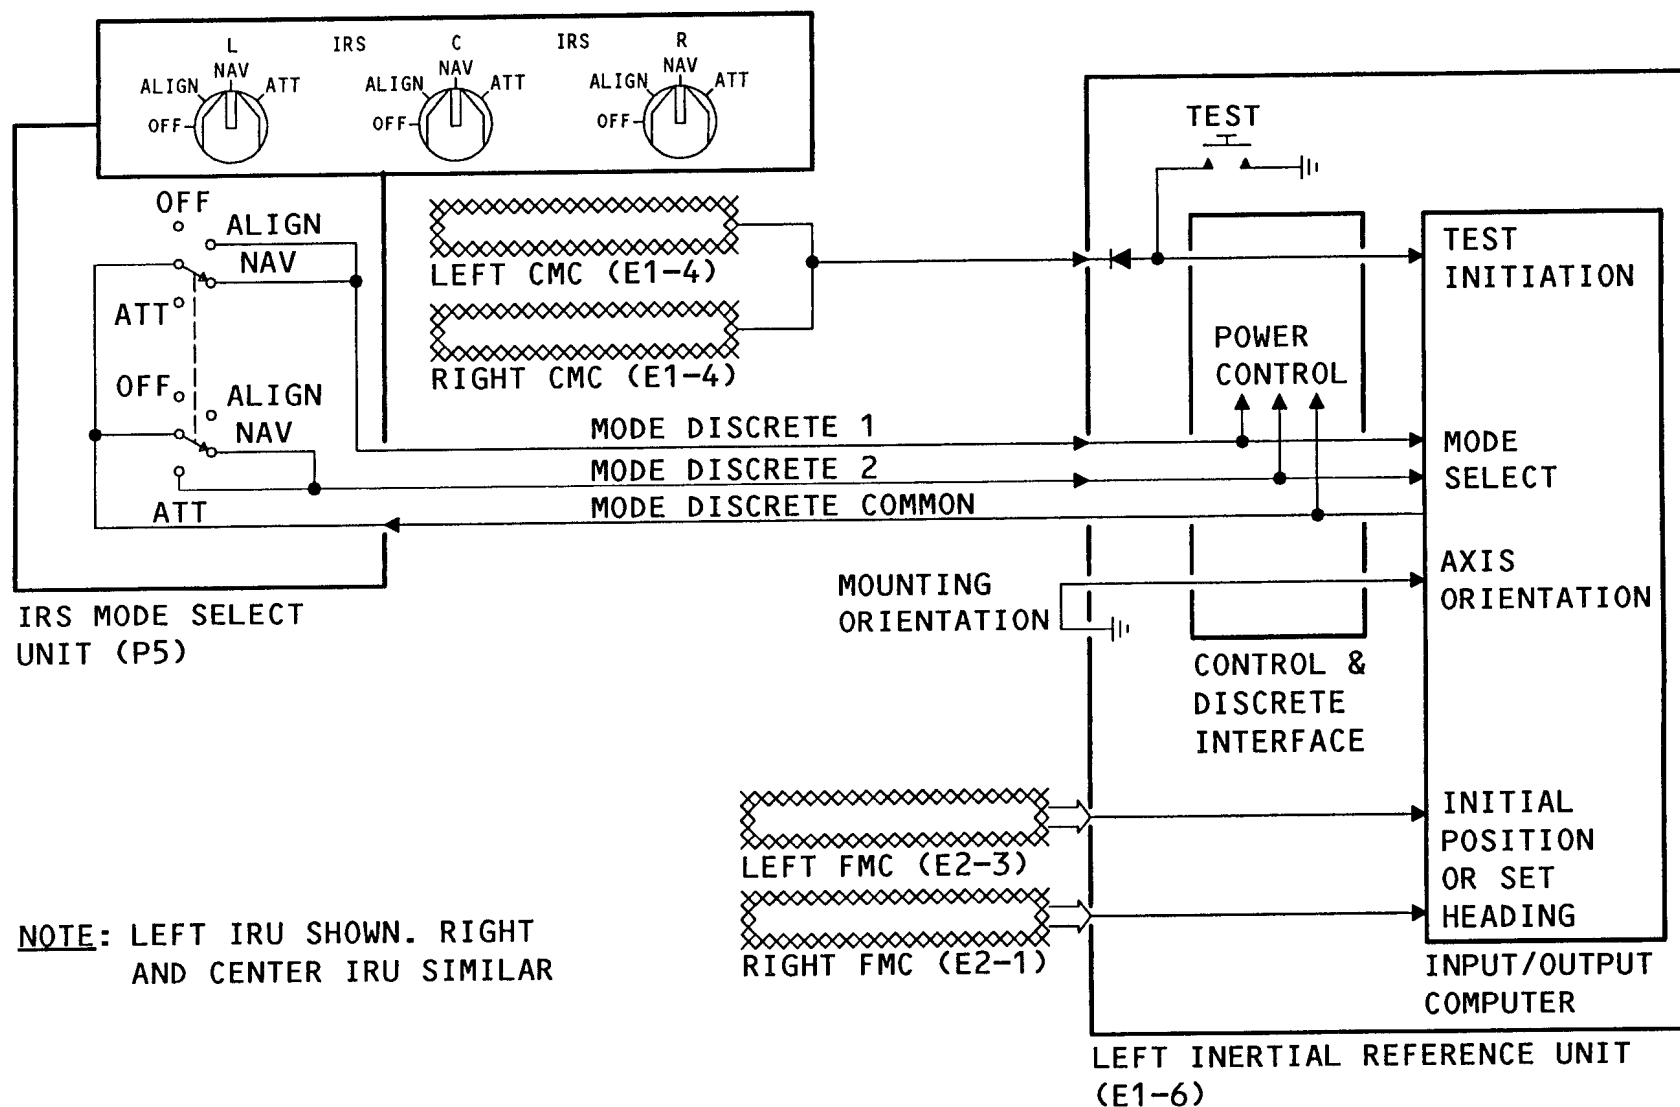 L IRS C IRS R
ALIGN NAV ATT ALIGN NAV ATT ALIGN NAV ATT
OFF OFF OFF
OFF
ALIGN
NAV
ATT
OFF
ALIGN
NAV
ATT
IRS MODE SELECT
UNIT (P5)
LEFT CMC (E1-4)
RIGHT CMC (E1-4)
MODE DISCRETE 1
MODE DISCRETE 2
MODE DISCRETE COMMON
MOUNTING
ORIENTATION
TEST
POWER
CONTROL
CONTROL &
DISCRETE
INTERFACE
TEST
INITIATION
MODE
SELECT
AXIS
ORIENTATION
INITIAL
POSITION
OR SET
HEADING
INPUT/OUTPUT
COMPUTER
LEFT FMC (E2-3)
RIGHT FMC (E2-1)
LEFT INERTIAL REFERENCE UNIT
(E1-6)
NOTE: LEFT IRU SHOWN. RIGHT
AND CENTER IRU SIMILAR